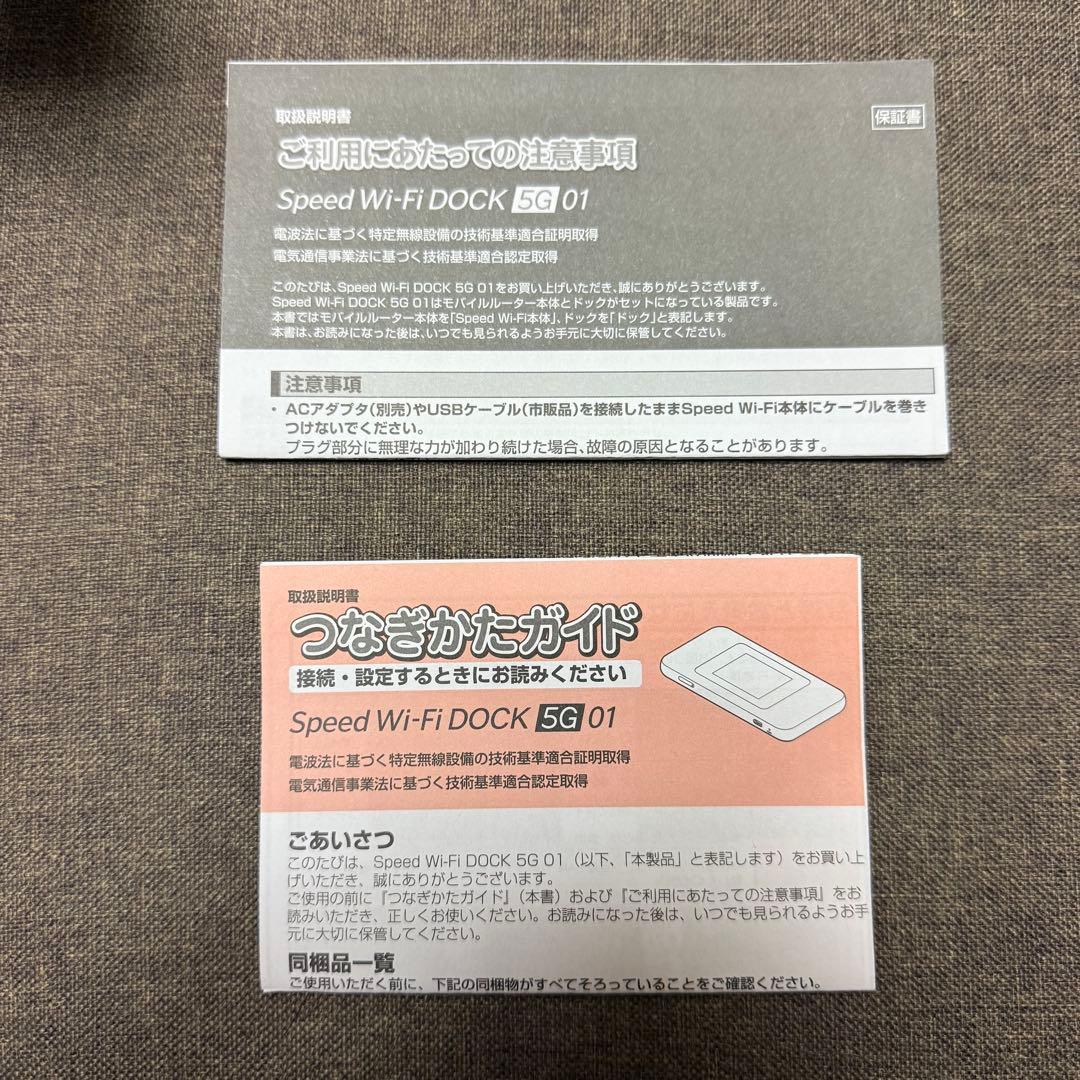 取扱説明書
保証書
ご利用にあたっての注意事項
Speed Wi-Fi DOCK 5G 01
電波法に基づく特定無線設備の技術基準適合証明取得
電気通信事業法に基づく技術基準適合認定取得
このたびは、Speed Wi-Fi DOCK 5G 01をお買い上げいただき、誠にありがとうございます。
Speed Wi-Fi DOCK 5G 01はモバイルルーター本体とドックがセットになっている製品です。
本書ではモバイルルーター本体を「Speed Wi-Fi本体」、ドックを「ドック」と表記します。
本書は、お読みになった後は、いつでも見られるようお手元に大切に保管してください。
注意事項
・ACアダプタ(別売)やUSBケーブル(市販品)を接続したままSpeed Wi-Fi本体にケーブルを巻き
つけないでください。
プラグ部分に無理な力が加わり続けた場合、故障の原因となることがあります。
取扱説明書
つなぎかたガイド
接続・設定するときにお読みください
Speed Wi-Fi DOCK 5G 01
電波法に基づく特定無線設備の技術基準適合証明取得
電気通信事業法に基づく技術基準適合認定取得
ごあいさつ
このたびは、Speed Wi-Fi DOCK 5G 01（以下、「本製品」と表記します）をお買い上
げいただき、誠にありがとうございます。
ご使用の前に『つなぎかたガイド』（本書）および『ご利用にあたっての注意事項』をお
読みいただき、正しくお使いください。お読みになった後は、いつでも見られるようお手
元に大切に保管してください。
同梱品一覧
ご使用いただく前に、下記の同梱物がすべてそろっていることをご確認ください。